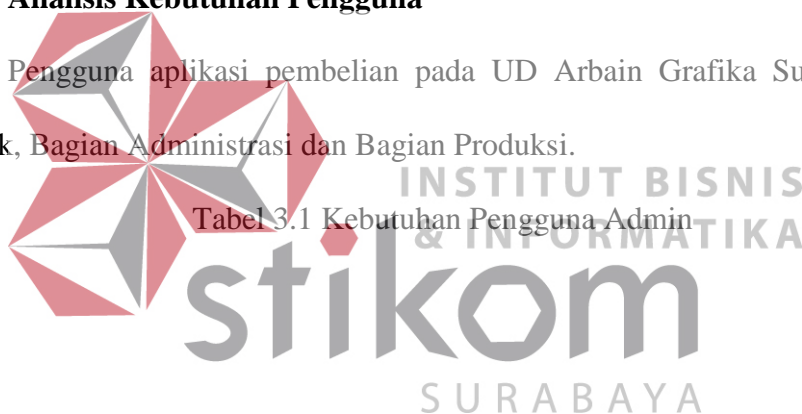 Analisis Kebutuhan Pengguna
Pengguna aplikasi pembelian pada UD Arbain Grafika Su
k, Bagian Administrasi dan Bagian Produksi.
INSTITUT BISNIS
Tabel 3.1 Kebutuhan Pengguna Admin
& INFORMATIKA
stikom
SURABAYA